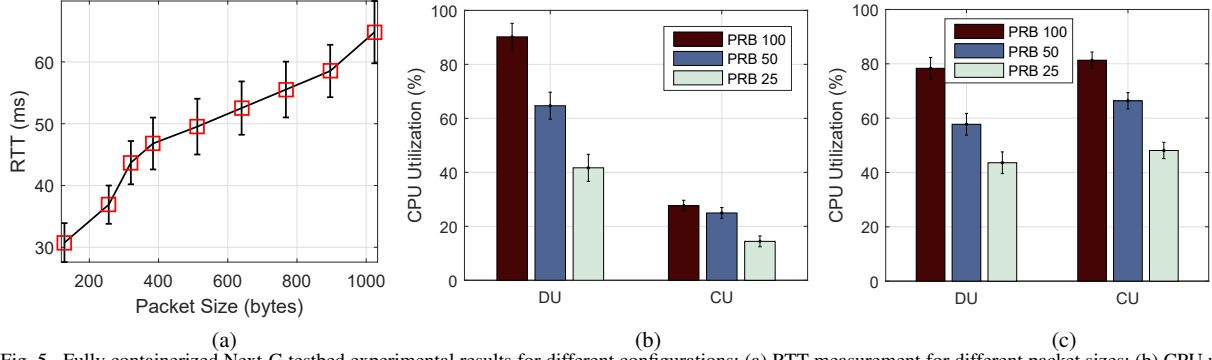 RTT (ms)
60
50
40
30
200 400 600 800 1000
Packet Size (bytes)
(a)
CPU Utilization (%)
100
80
60
40
20
0
PRB 100
PRB 50
PRB 25
DU CU
(b)
CPU Utilization (%)
100
80
60
40
20
0
PRB 100
PRB 50
PRB 25
DU CU
(c)
Fig. 5. Fully containerized Next-G testbed experimental results for different configurations: (a) RTT measurement for different packet sizes; (b) CPU